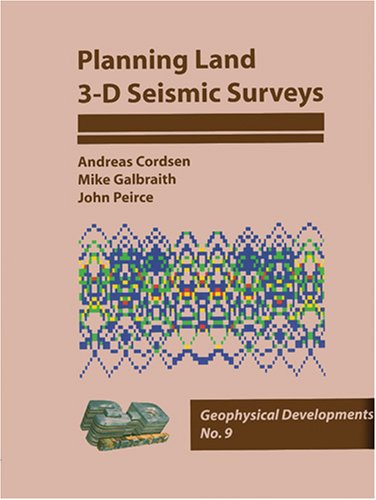 Planning Land
3-D Seismic Surveys
Andreas Cordsen
Mike Galbraith
John Peirce
Geophysical Developments
No. 9